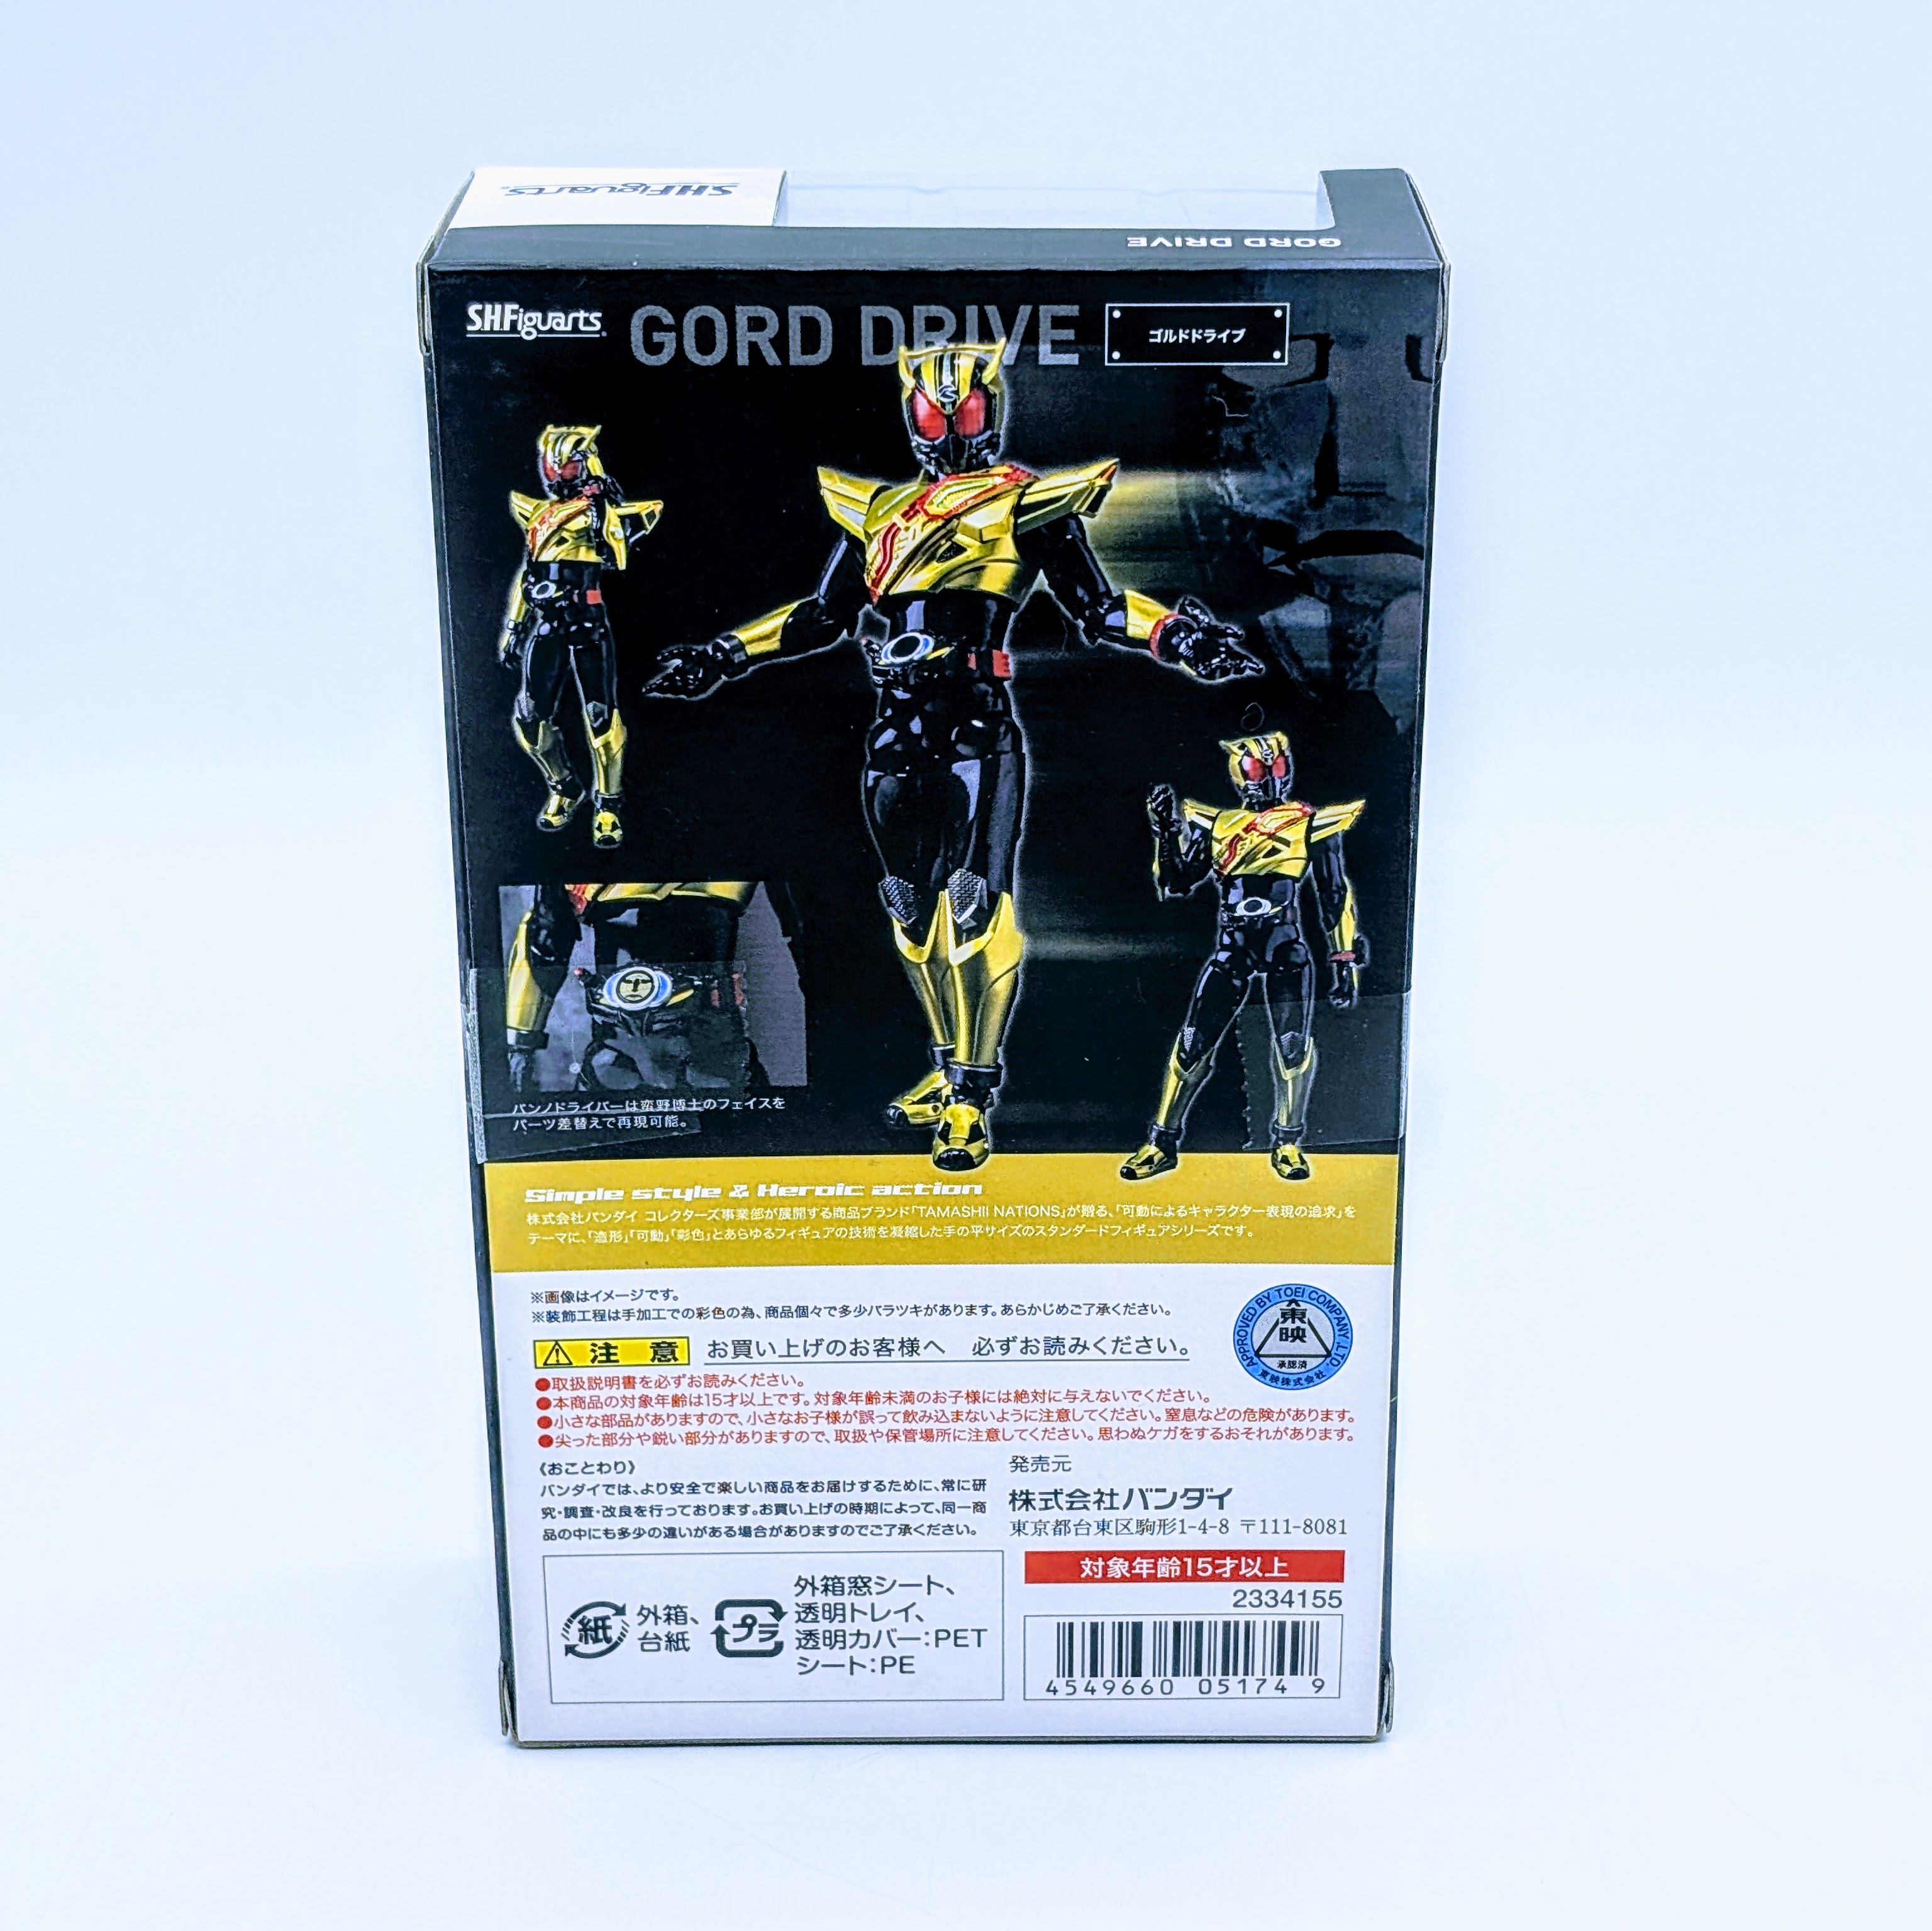 S.H.Figuarts
GORD DRIVE
S.H.Figuarts
GORD DRIVE
ゴルドドライブ
バンノドライバーは蛮野博士のフェイスを
パーツ差替えで再現可能。
Simple style & Heroic action
株式会社バンダイ コレクターズ事業部が展開する商品ブランド「TAMASHII NATIONS」が贈る、「可動によるキャラクター表現の追求」を
テーマに、「造形」「可動」「彩色」とあらゆるフィギュアの技術を凝縮した手の平サイズのスタンダードフィギュアシリーズです。
※画像はイメージです。
※装飾工程は手加工での彩色の為、商品個々で多少バラツキがあります。あらかじめご了承ください。
注 意
お買い上げのお客様へ 必ずお読みください。
APPROVED BY TOEI COMPANY, LTD.
東映
承認済
東映株式会社
●取扱説明書を必ずお読みください。
●本商品の対象年齢は15才以上です。対象年齢未満のお子様には絶対に与えないでください。
●小さな部品がありますので、小さなお子様が誤って飲み込まないように注意してください。窒息などの危険があります。
●尖った部分や鋭い部分がありますので、取扱や保管場所に注意してください。思わぬケガをするおそれがあります。
《おことわり》
バンダイでは、より安全で楽しい商品をお届けするために、常に研
究・調査・改良を行っております。お買い上げの時期によって、同一商
品の中にも多少の違いがある場合がありますのでご了承ください。
発売元
株式会社バンダイ
東京都台東区駒形1-4-8 〒111-8081
対象年齢15才以上
2334155
紙
外箱、
台紙
プラ
外箱窓シート、
透明トレイ、
透明カバー:PET
シート:PE
4549660 05174 9